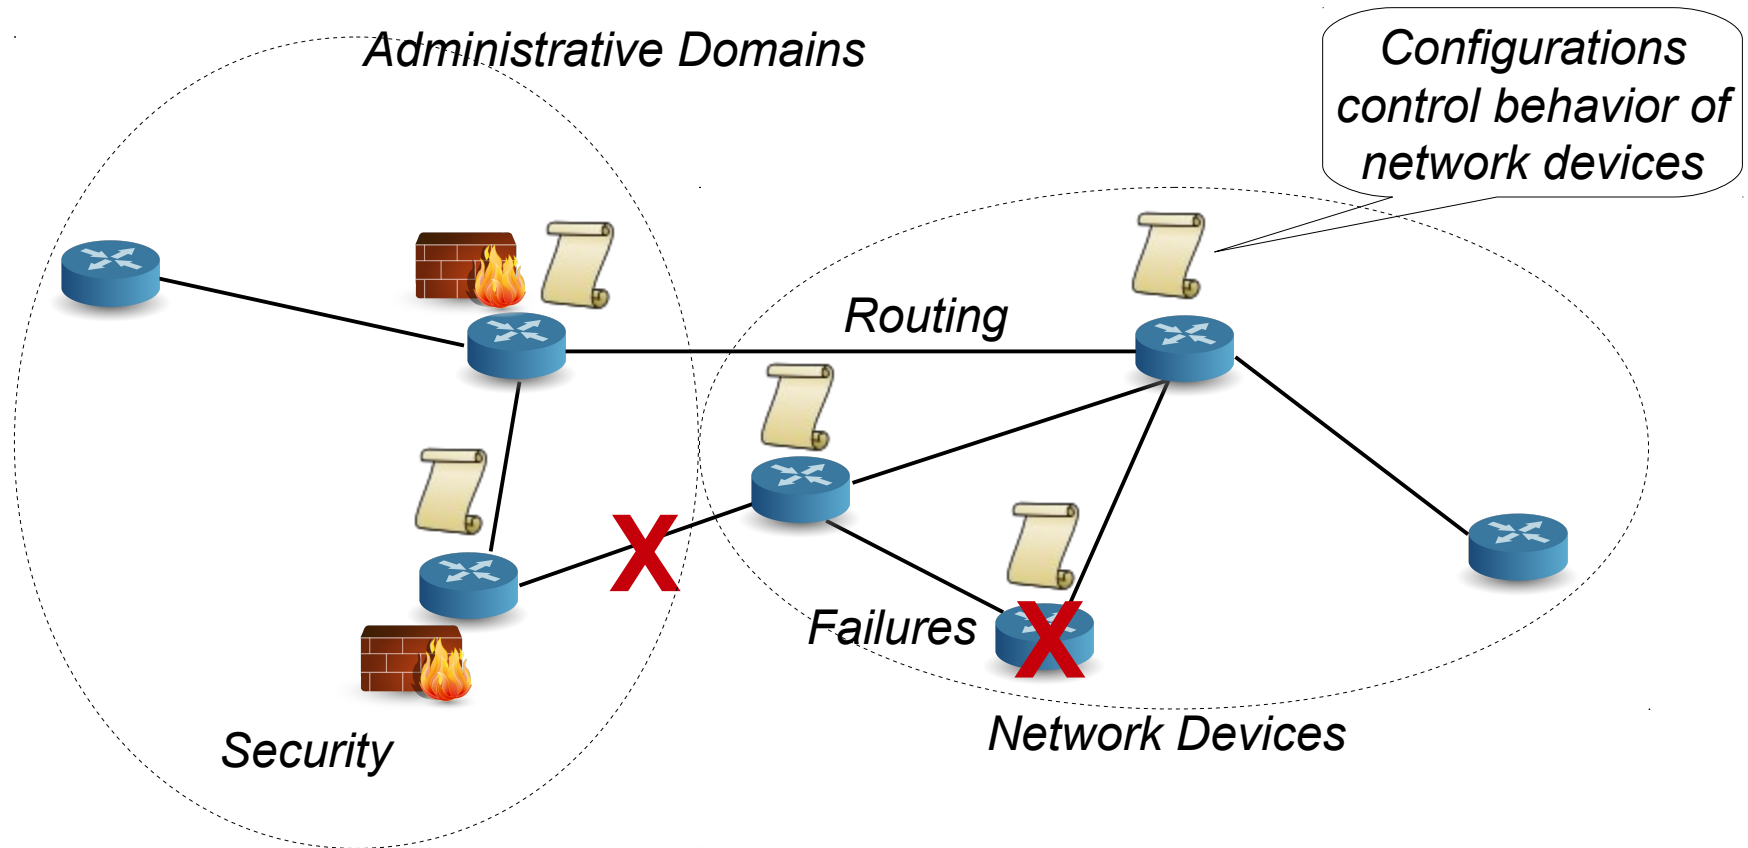 Administrative Domains
Configurations
control behavior of
network devices
Routing
Failures
Security
Network Devices
X
X